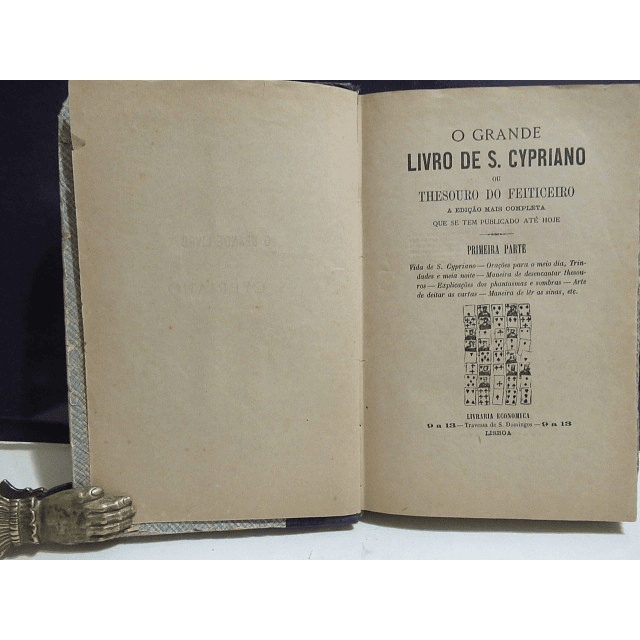 O GRANDE
LIVRO DE S. CYPRIANO
OU
THESOURO DO FEITICEIRO
A EDIÇÃO MAIS COMPLETA
QUE SE TEM PUBLICADO ATÉ HOJE
PRIMEIRA PARTE
Vida de S. Cypriano — Orações para o meio dia, Trin-
dades e meia noite — Maneira de desencantar thesou-
ros — Explicações dos phantasmas e sombras — Arte
de deitar as cartas — Maneira de lêr as sinas, etc.
LIVRARIA ECONOMICA
9 a 13 — Travessa de S. Domingos — 9 a 13
LISBOA